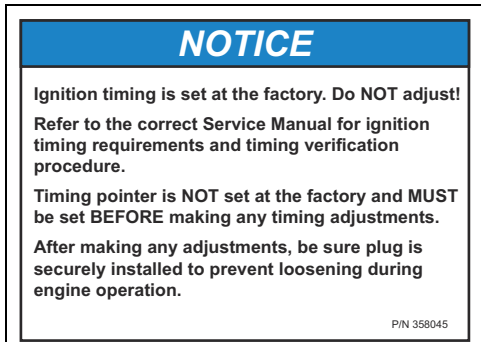 NOTICE
Ignition timing is set at the factory. Do NOT adjust!
Refer to the correct Service Manual for ignition
timing requirements and timing verification
procedure.
Timing pointer is NOT set at the factory and MUST
be set BEFORE making any timing adjustments.
After making any adjustments, be sure plug is
securely installed to prevent loosening during
engine operation.
P/N 358045